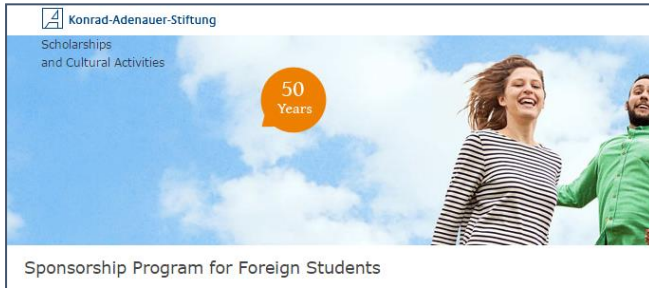 Konrad-Adenauer-Stiftung
Scholarships
and Cultural Activities
50
Years
Sponsorship Program for Foreign Students